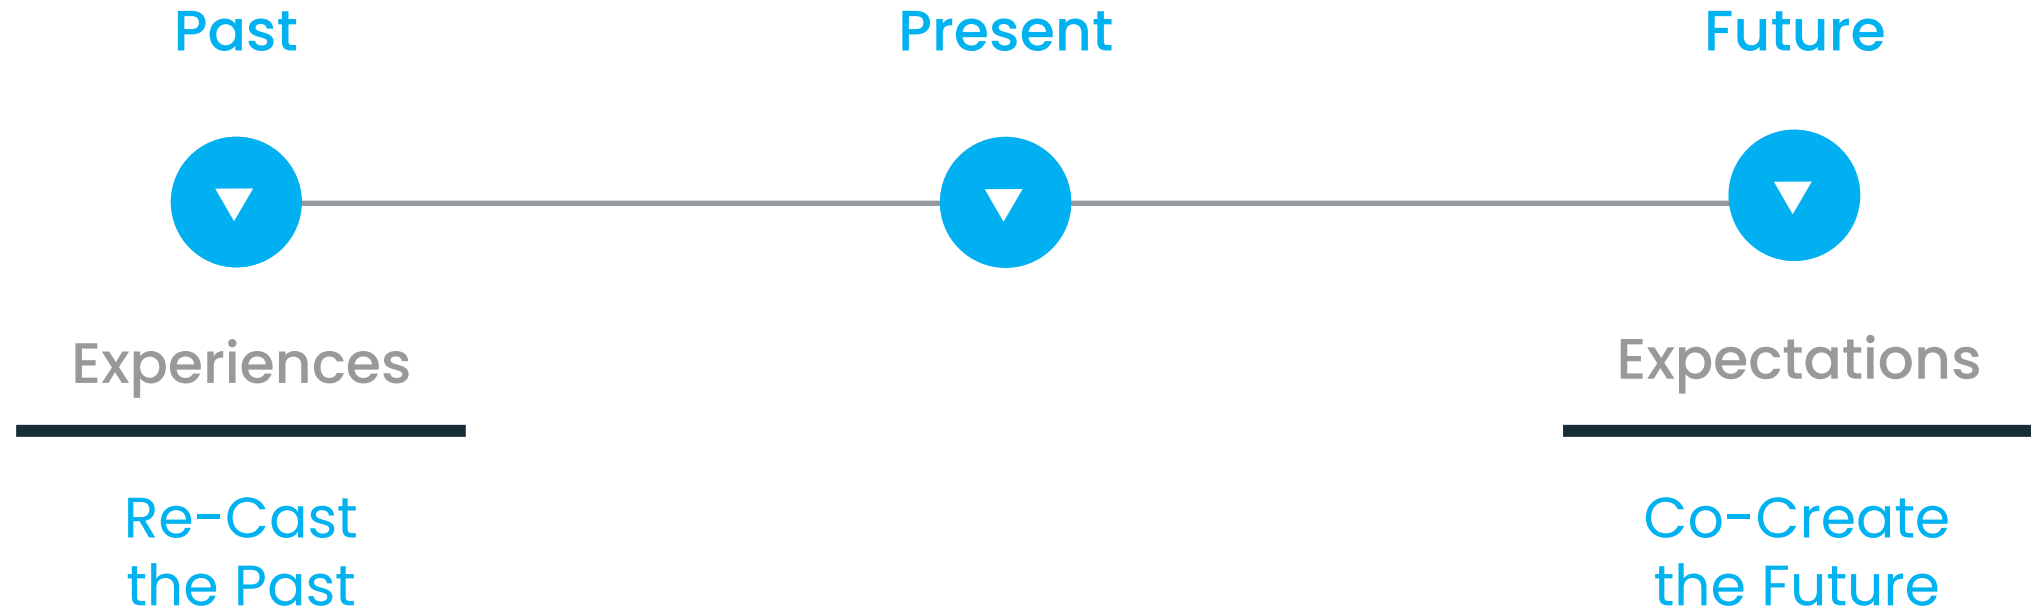 Past
Present
Future
Experiences
Expectations
Re-Cast
the Past
Co-Create
the Future